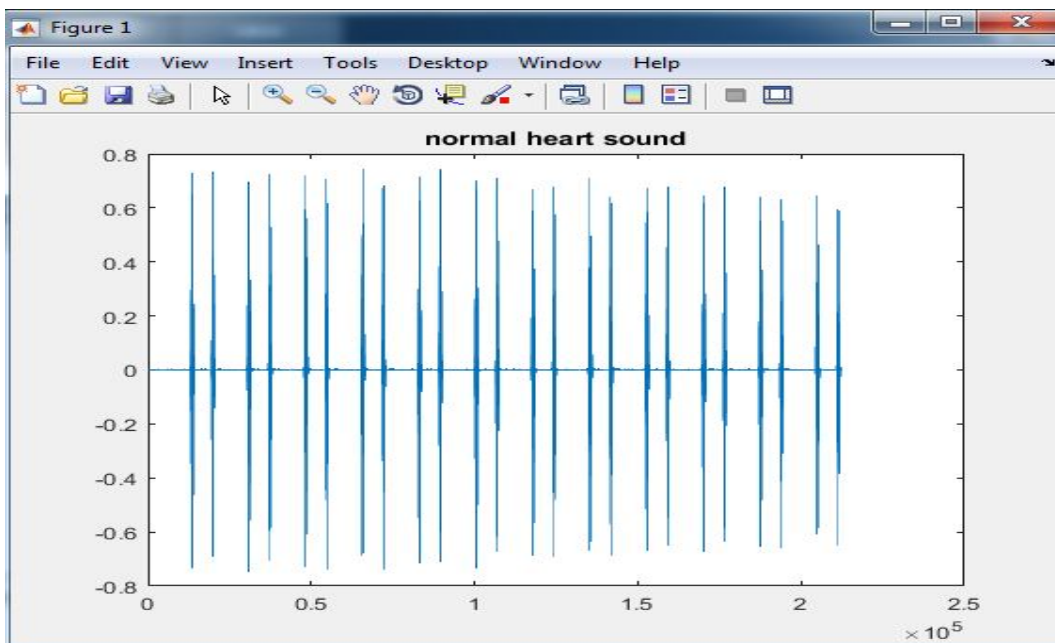 Figure 1
File Edit View Insert Tools Desktop Window Help
normal heart sound
0.8
0.6
0.4
0.2
0
-0.2
-0.4
-0.6
-0.8
0 0.5 1 1.5 2 2.5
× 10⁵